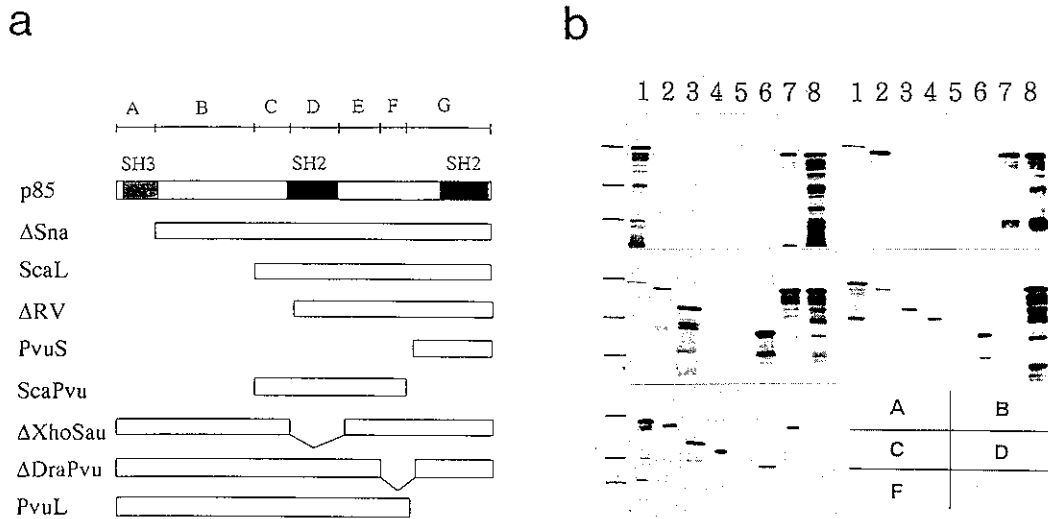 a
A B C D E F G
SH3 SH2 SH2
p85
ΔSna
ScaL
ΔRV
PvuS
ScaPvu
ΔXhoSau
ΔDraPvu
PvuL
b
1 2 3 4 5 6 7 8 1 2 3 4 5 6 7 8
A B
C D
F